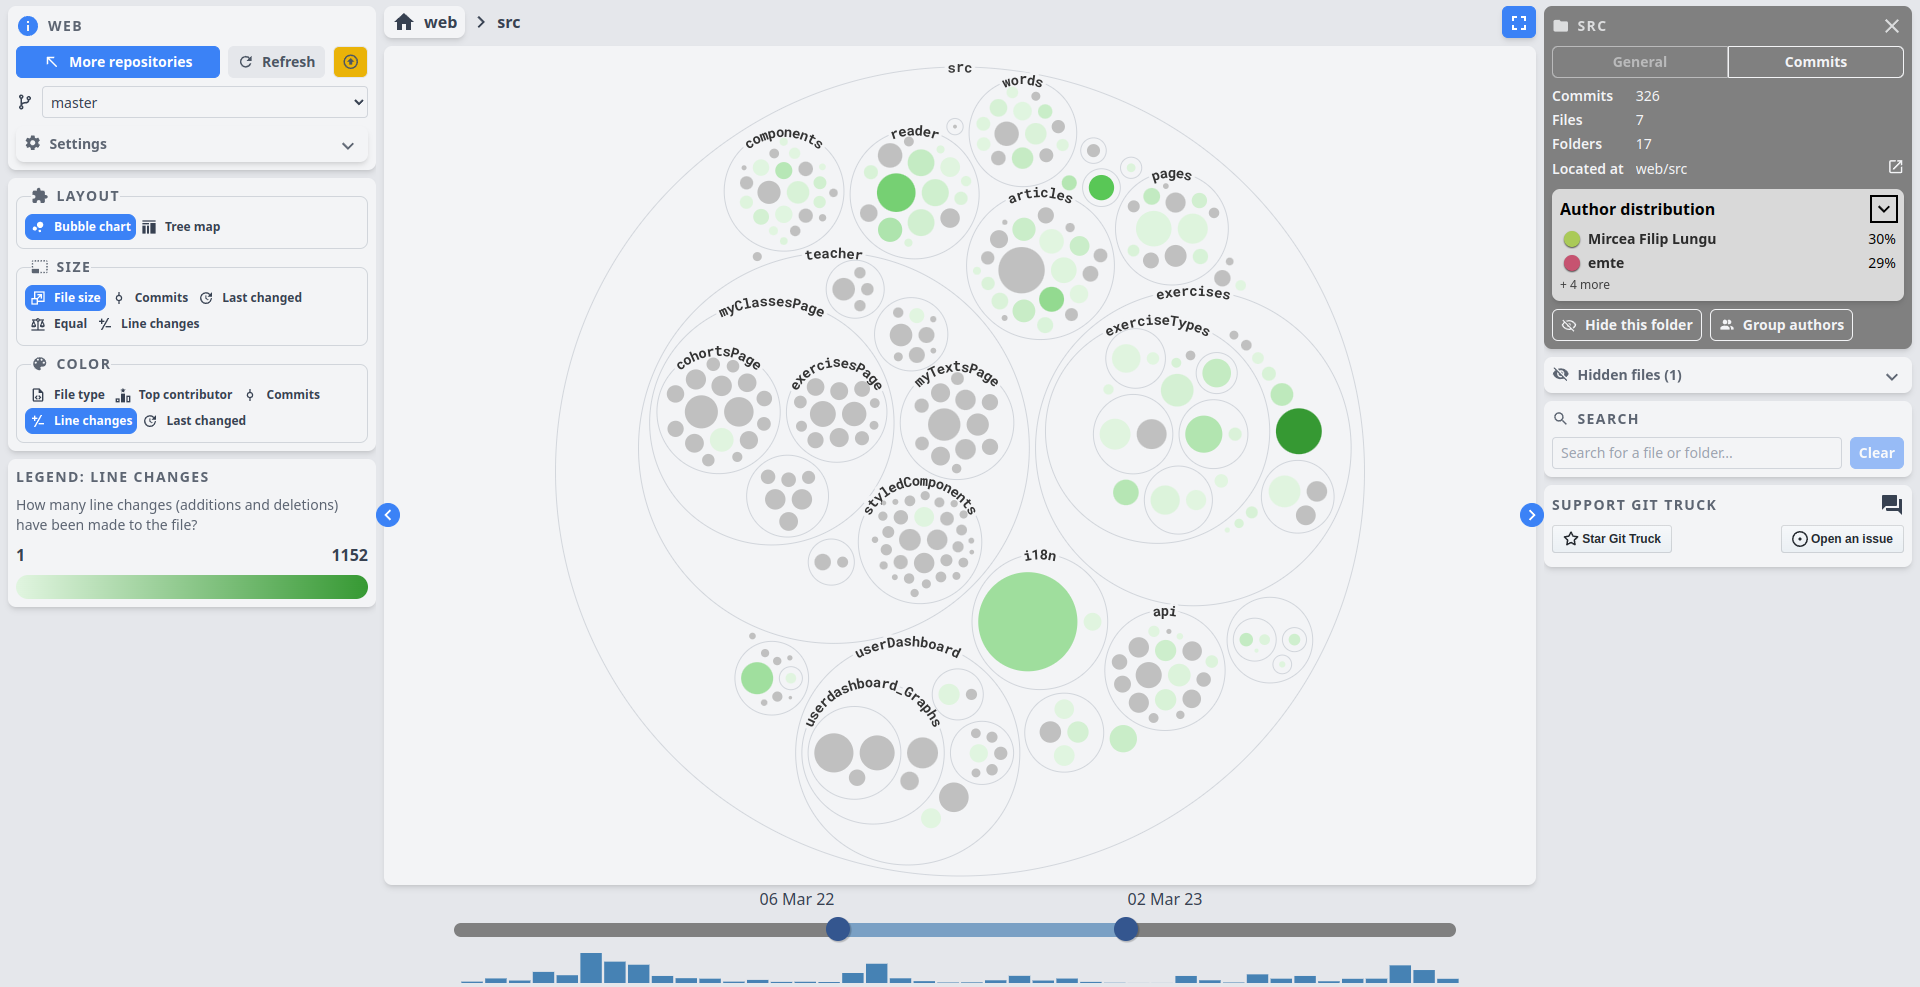 WEB
More repositories
Refresh
master
Settings
LAYOUT
Bubble chart
Tree map
SIZE
File size
Commits
Last changed
Equal
Line changes
COLOR
File type
Top contributor
Commits
Line changes
Last changed
LEGEND: LINE CHANGES
How many line changes (additions and deletions)
have been made to the file?
1
1152
web
src
src
words
components
reader
pages
articles
teacher
exercises
myClassesPage
exerciseTypes
cohortsPage
exercisesPage
myTextsPage
styledComponents
i18n
api
userDashboard
userdashboard_Graphs
06 Mar 22
02 Mar 23
SRC
General
Commits
Commits 326
Files 7
Folders 17
Located at web/src
Author distribution
Mircea Filip Lungu 30%
emte 29%
+ 4 more
Hide this folder
Group authors
Hidden files (1)
SEARCH
Search for a file or folder...
Clear
SUPPORT GIT TRUCK
Star Git Truck
Open an issue